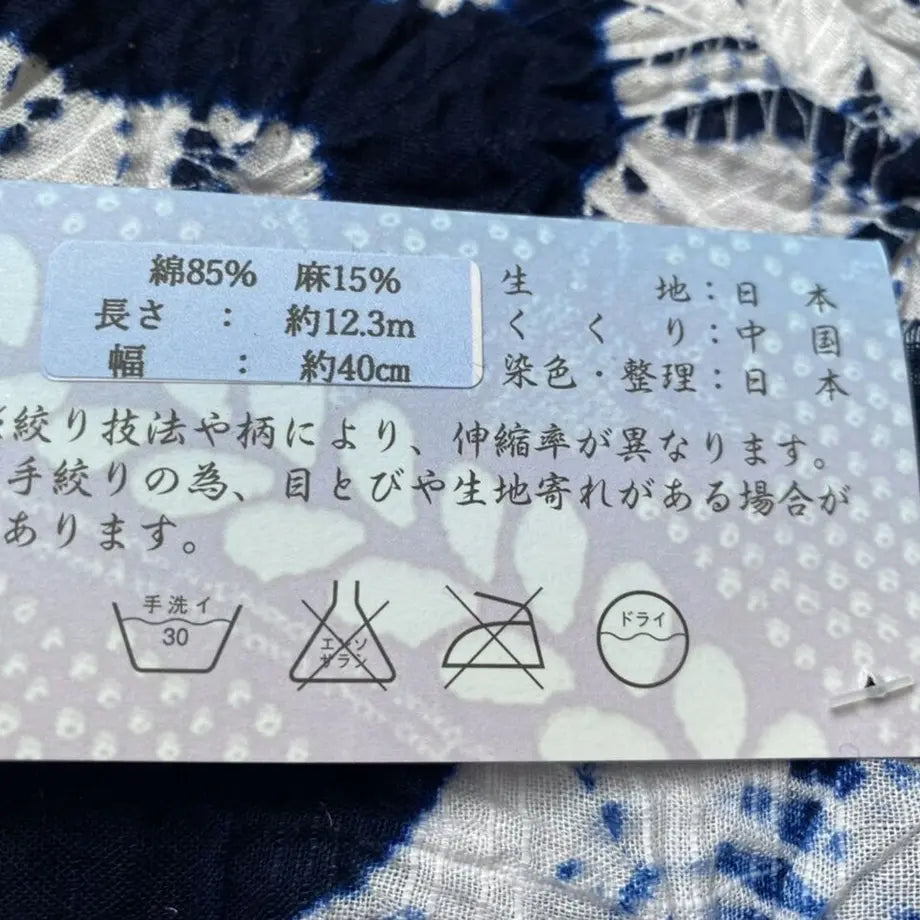 綿85% 麻15%
長さ : 約12.3m
幅 : 約40cm
生地:日本
くくり:中国
染色・整理:日本
絞り技法や柄により、伸縮率が異なります。
手絞りの為、目とびや生地寄れがある場合が
あります。
手洗イ
30
エンソ
サラシ
ドライ